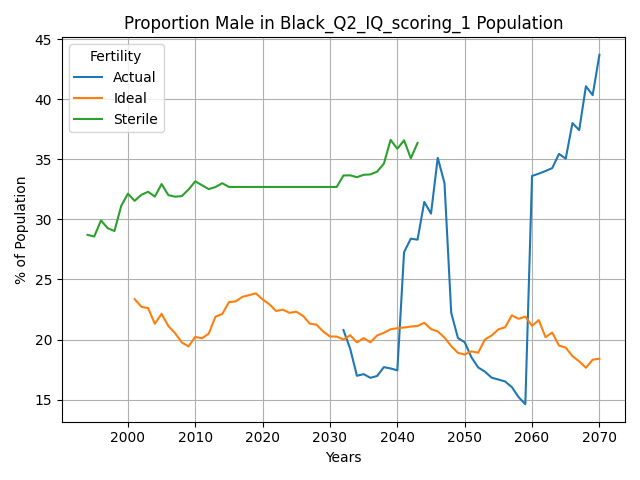 Proportion Male in Black_Q2_IQ_scoring_1 Population
% of Population
45
40
35
30
25
20
15
Fertility
Actual
Ideal
Sterile
2000 2010 2020 2030 2040 2050 2060 2070
Years